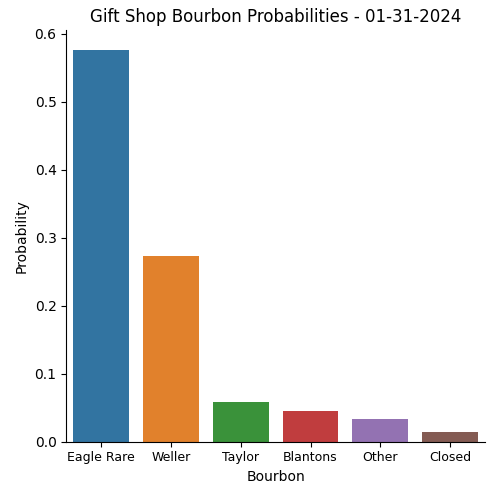 Gift Shop Bourbon Probabilities - 01-31-2024
0.6
0.5
0.4
0.3
0.2
0.1
0.0
Probability
Eagle Rare Weller Taylor Blantons Other Closed
Bourbon